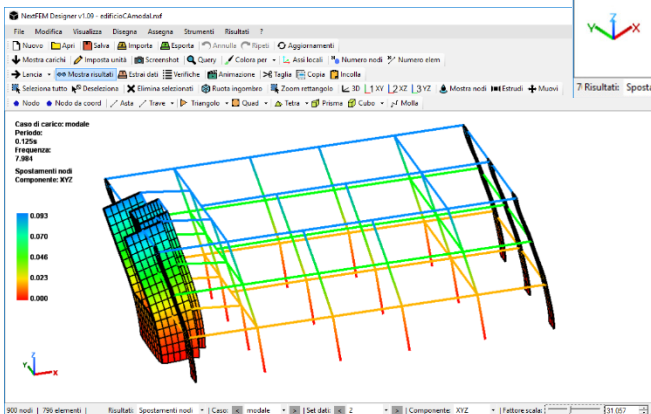 NextFEM Designer v1.09 - edificioCAmodal.mf
File Modifica Visualizza Disegna Assegna Strumenti Risultati ?
Nuovo Apri Salva Importa Esporta Annulla Ripeti Aggiornamenti
Mostra carichi Imposta unità Screenshot Query Colora per Assi locali Numero nodi Numero elem
Lancia Mostra risultati Estrai dati Verifiche Animazione Taglia Copia Incolla
Seleziona tutto Deseleziona Elimina selezionati Ruota ingombro Zoom rettangolo 3D 1 XY 2 XZ 3 YZ Mostra nodi Estrudi Muovi
Nodo Nodo da coord Asta Trave Triangolo Quad Tetra Prisma Cubo Molla
Caso di carico: modale
Periodo:
0.125s
Frequenza:
7.984
Spostamenti nodi
Componente: XYZ
0.093
0.070
0.046
0.023
0.000
Z
Y
X
Z
Y
X
7 Risultati: Sposta
900 nodi | 796 elementi | Risultati: Spostamenti nodi | Caso: < modale > | Set dati: < 2 > | Componente: XYZ | Fattore scala: 31.057